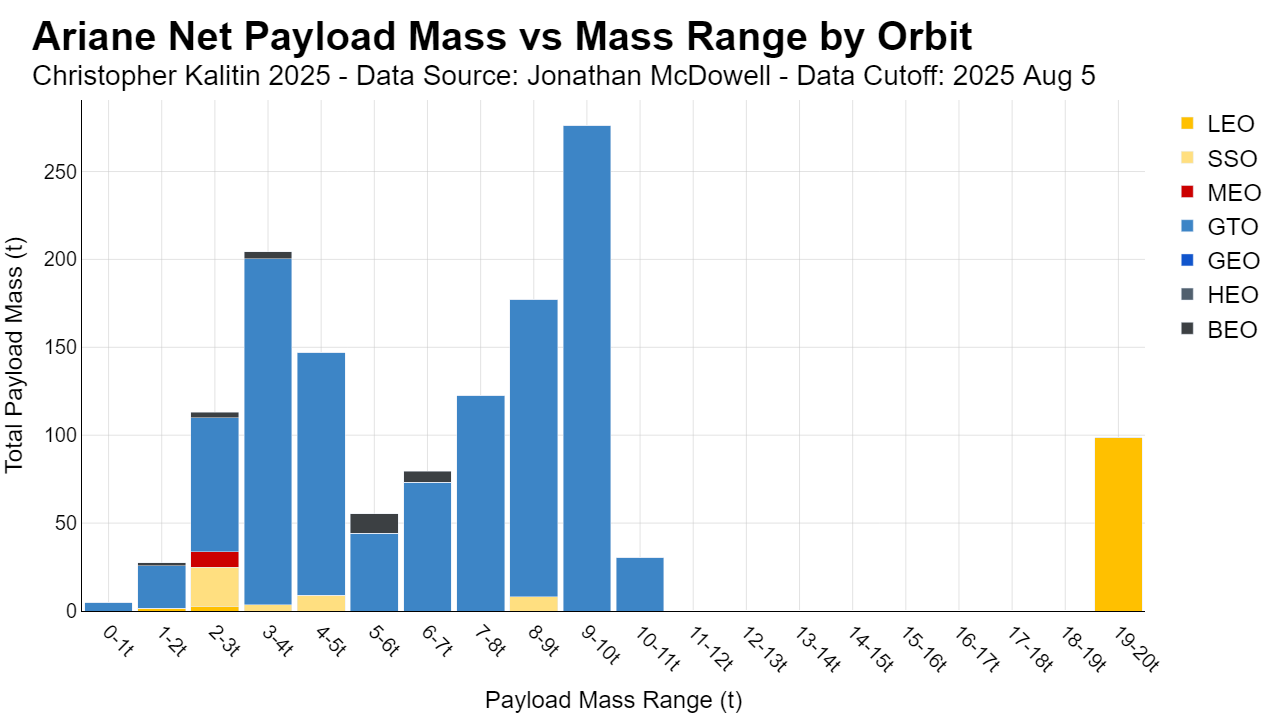 Ariane Net Payload Mass vs Mass Range by Orbit
Christopher Kalitin 2025 - Data Source: Jonathan McDowell - Data Cutoff: 2025 Aug 5
LEO
SSO
MEO
GTO
GEO
HEO
BEO
Total Payload Mass (t)
250
200
150
100
50
0
0-1t
1-2t
2-3t
3-4t
4-5t
5-6t
6-7t
7-8t
8-9t
9-10t
10-11t
11-12t
12-13t
13-14t
14-15t
15-16t
16-17t
17-18t
18-19t
19-20t
Payload Mass Range (t)